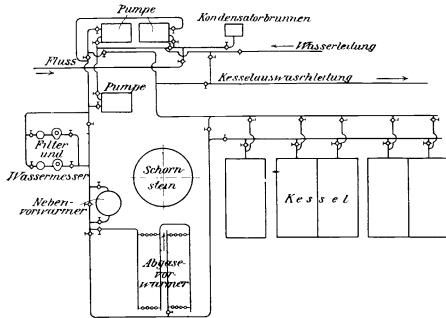 Pumpe
Kondensatorbrunnen
Wasserleitung
Fluss
Kesselauswaschleitung
Pumpe
Filter
und
Wassermesser
Schorn-
stein
Neben-
vorwärmer
Kessel
Abgase-
vor-
wärmer